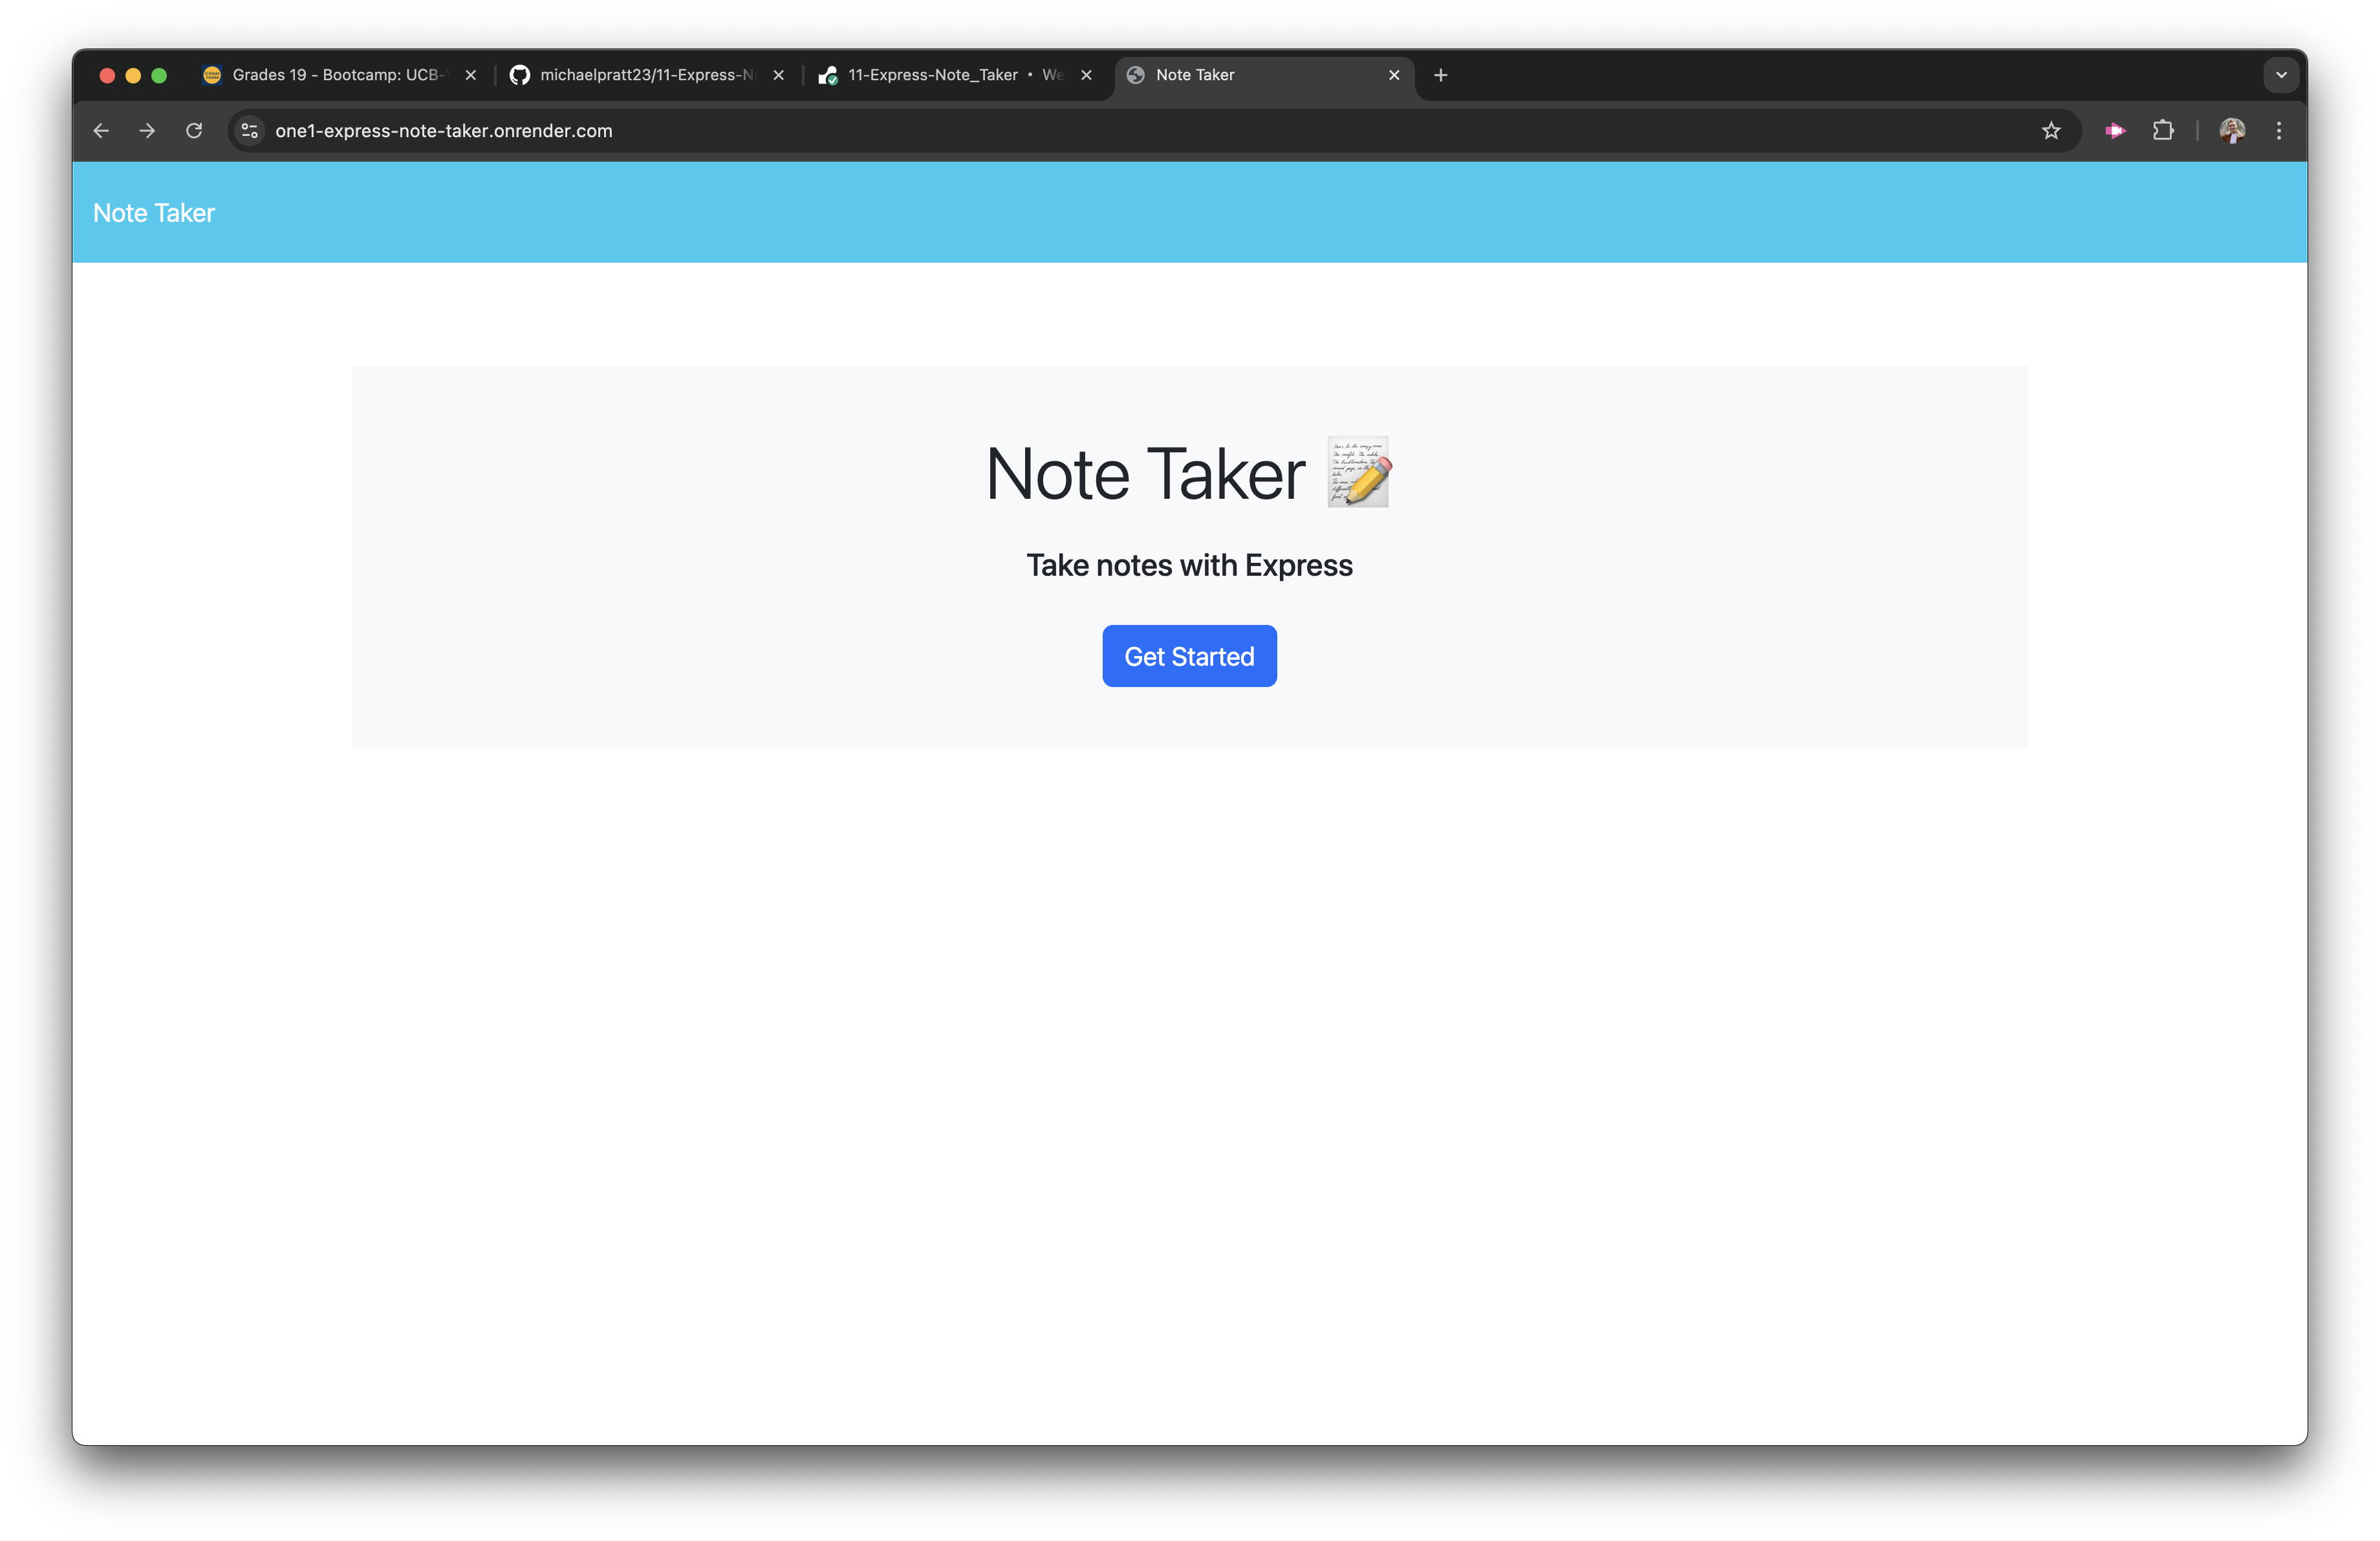 Grades 19 - Bootcamp: UCB-
michaelpratt23/11-Express-N
11-Express-Note_Taker • We
Note Taker
one1-express-note-taker.onrender.com
Note Taker
Note Taker
Take notes with Express
Get Started